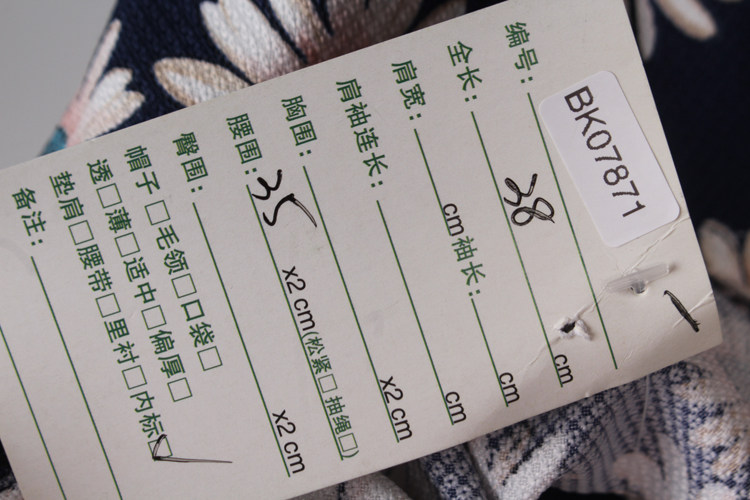 编号: BK07871
全长: 38 cm
肩宽: cm 袖长: cm
肩袖连长: cm
胸围: x2 cm
腰围: 35 x2 cm (松紧□ 抽绳□)
臀围: x2 cm
帽子□ 毛领□ 口袋□
透□ 薄□ 适中□ 偏厚□
垫肩□ 腰带□ 里衬□ 内标☑
备注: